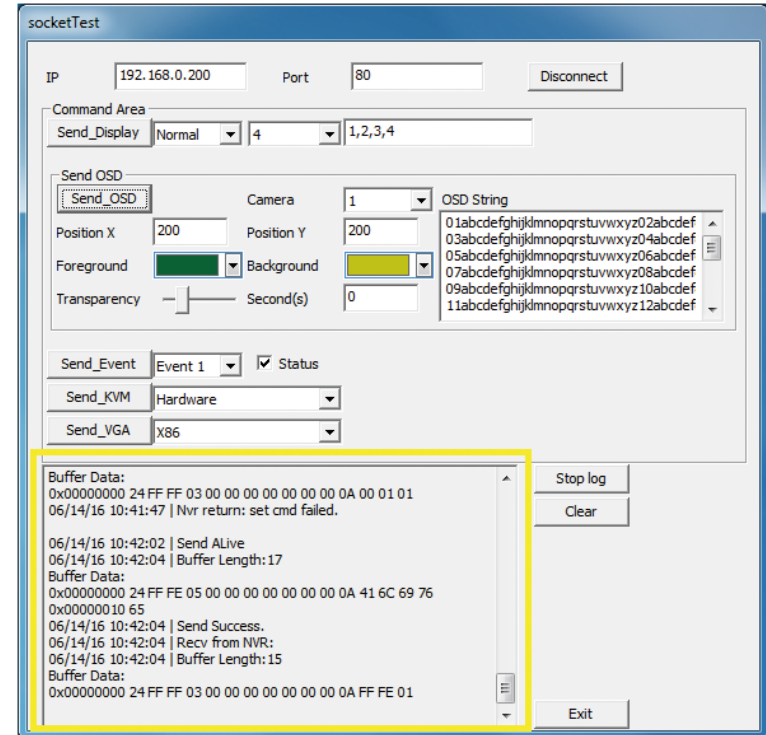 socketTest
IP 192.168.0.200 Port 80 Disconnect
Command Area
Send_Display Normal 4 1,2,3,4
Send OSD
Send_OSD Camera 1 OSD String
Position X 200 Position Y 200
Foreground Background
Transparency Second(s) 0
01abcdefghijklmnopqrstuvwxyz02abcdef
03abcdefghijklmnopqrstuvwxyz04abcdef
05abcdefghijklmnopqrstuvwxyz06abcdef
07abcdefghijklmnopqrstuvwxyz08abcdef
09abcdefghijklmnopqrstuvwxyz10abcdef
11abcdefghijklmnopqrstuvwxyz12abcdef
Send_Event Event 1 Status
Send_KVM Hardware
Send_VGA X86
Buffer Data:
0x00000000 24 FF FF 03 00 00 00 00 00 00 00 0A 00 01 01
06/14/16 10:41:47 | Nvr return: set cmd failed.
06/14/16 10:42:02 | Send ALive
06/14/16 10:42:04 | Buffer Length:17
Buffer Data:
0x00000000 24 FF FE 05 00 00 00 00 00 00 00 0A 41 6C 69 76
0x00000010 65
06/14/16 10:42:04 | Send Success.
06/14/16 10:42:04 | Recv from NVR:
06/14/16 10:42:04 | Buffer Length:15
Buffer Data:
0x00000000 24 FF FF 03 00 00 00 00 00 00 00 0A FF FE 01
Stop log
Clear
Exit